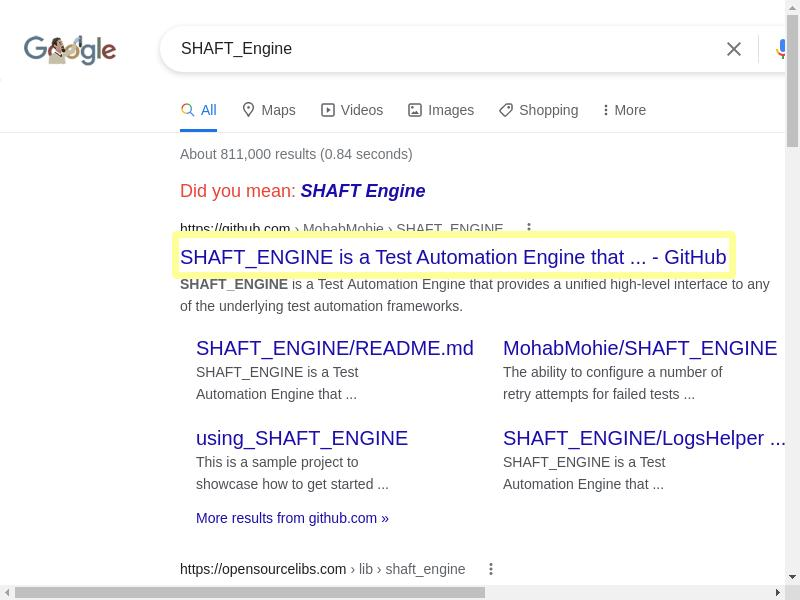 Google
SHAFT_Engine
All Maps Videos Images Shopping More
About 811,000 results (0.84 seconds)
Did you mean: SHAFT Engine
https://github.com › MohabMohie › SHAFT_ENGINE
SHAFT_ENGINE is a Test Automation Engine that ... - GitHub
SHAFT_ENGINE is a Test Automation Engine that provides a unified high-level interface to any
of the underlying test automation frameworks.
SHAFT_ENGINE/README.md
SHAFT_ENGINE is a Test
Automation Engine that ...
MohabMohie/SHAFT_ENGINE
The ability to configure a number of
retry attempts for failed tests ...
using_SHAFT_ENGINE
This is a sample project to
showcase how to get started ...
SHAFT_ENGINE/LogsHelper ...
SHAFT_ENGINE is a Test
Automation Engine that ...
More results from github.com »
https://opensourcelibs.com › lib › shaft_engine